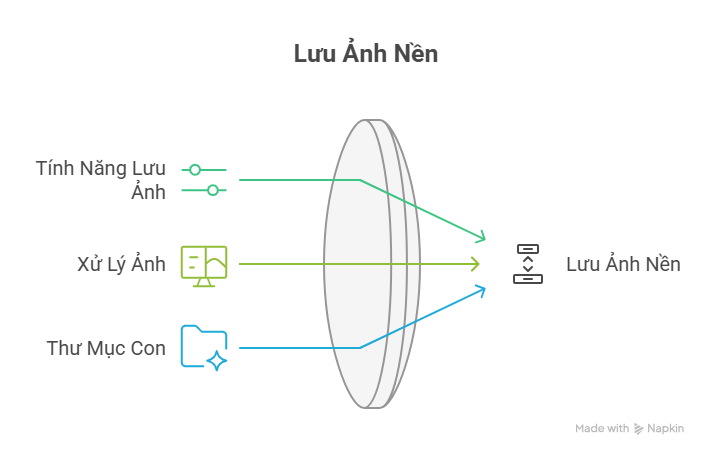 Lưu Ảnh Nền
Tính Năng Lưu
Ảnh
Xử Lý Ảnh
Lưu Ảnh Nền
Thư Mục Con
Made with Napkin